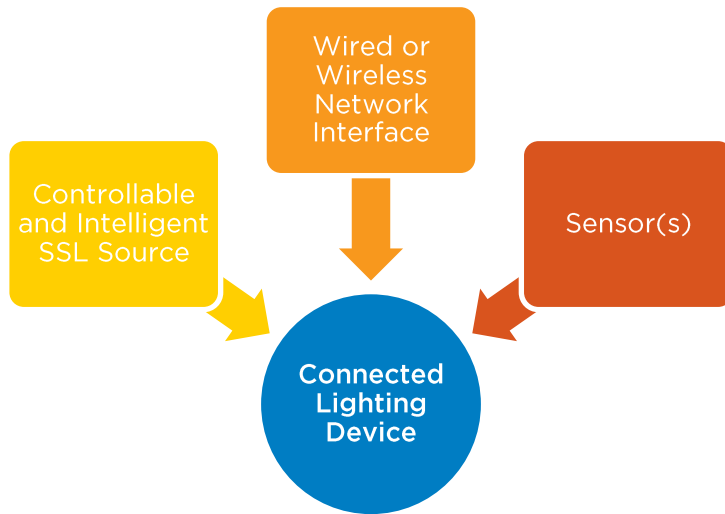 Wired or
Wireless
Network
Interface
Controllable
and Intelligent
SSL Source
Sensor(s)
Connected
Lighting
Device